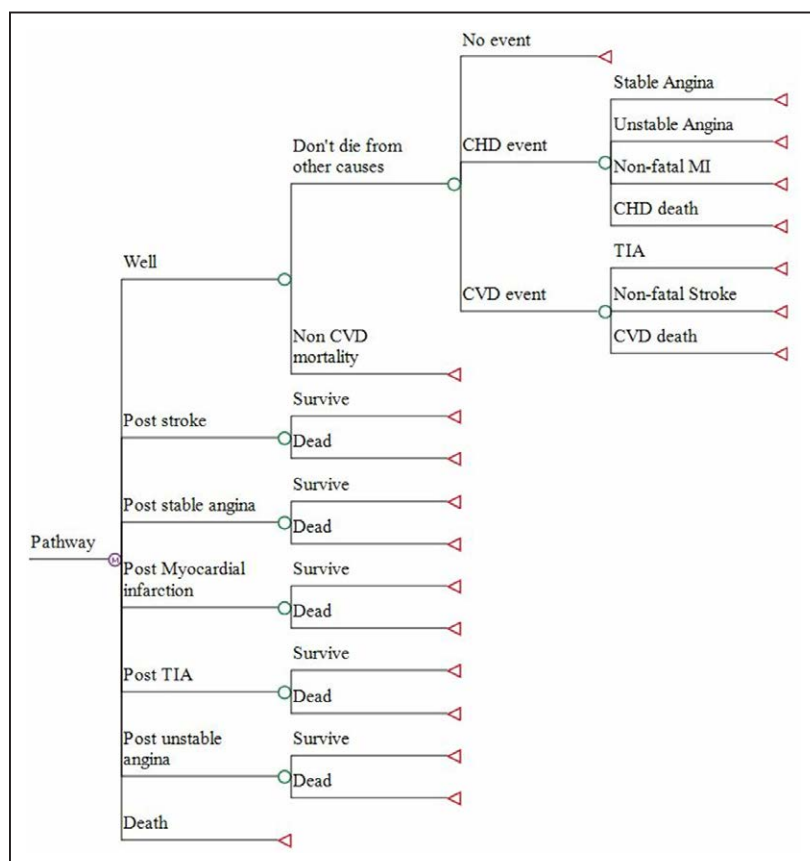 No event
Stable Angina
Unstable Angina
Don't die from
other causes
CHD event
Non-fatal MI
CHD death
TIA
Well
CVD event
Non-fatal Stroke
CVD death
Non CVD
mortality
Survive
Post stroke
Dead
Survive
Post stable angina
Dead
Pathway
M
Post Myocardial
infarction
Survive
Dead
Survive
Post TIA
Dead
Post unstable
angina
Survive
Dead
Death